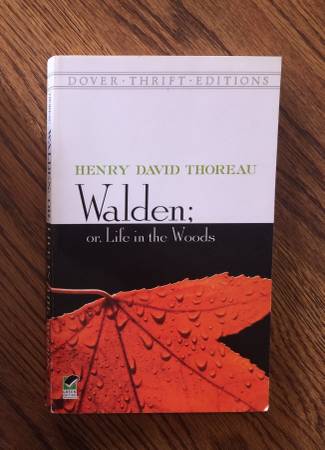 DOVER · THRIFT · EDITIONS
HENRY DAVID THOREAU
Walden;
or, Life in the Woods